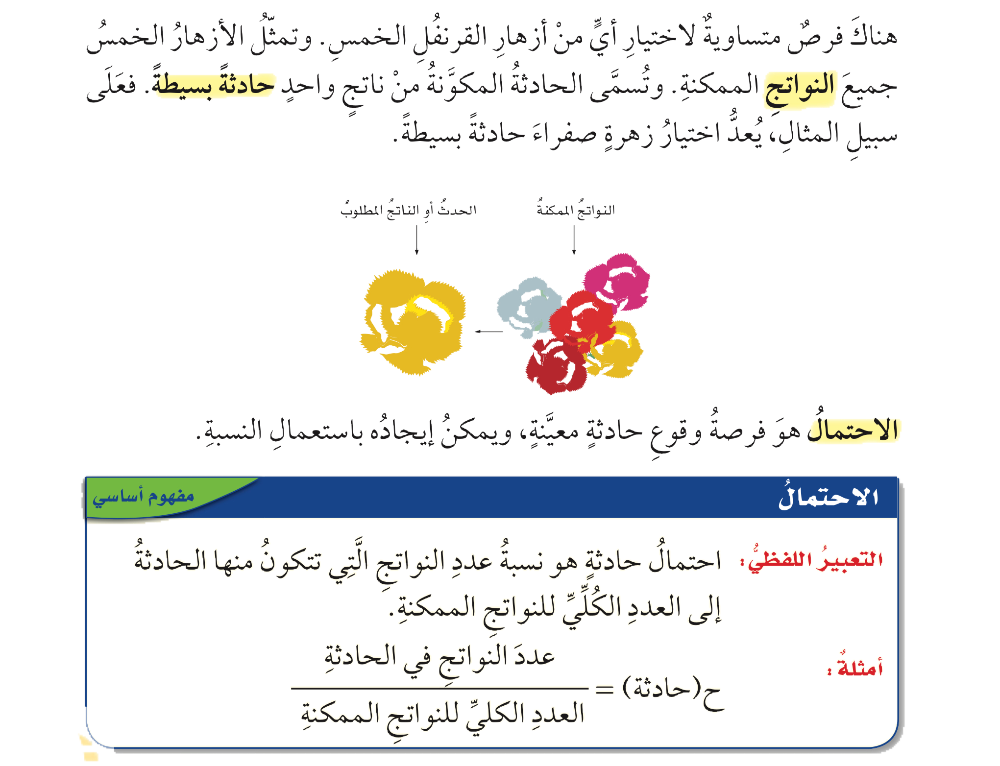 هناكَ فرصٌ متساويةٌ لاختيارِ أيٍّ منْ أزهارِ القرنفُلِ الخمسِ. وتمثّلُ الأزهارُ الخمسُ
جميعَ النواتجِ الممكنةِ. وتُسمَّى الحادثةُ المكوَّنةُ منْ ناتجٍ واحدٍ حادثةً بسيطةً. فعَلَى
سبيلِ المثالِ، يُعدُّ اختيارُ زهرةٍ صفراءَ حادثةً بسيطةً.
النواتجُ الممكنةُ
الحدثُ أوِ الناتجُ المطلوبُ
الاحتمالُ هوَ فرصةُ وقوعِ حادثةٍ معيَّنةٍ، ويمكنُ إيجادُه باستعمالِ النسبةِ.
الاحتمالُ
مفهوم أساسي
التعبيرُ اللفظيُّ: احتمالُ حادثةٍ هو نسبةُ عددِ النواتجِ الَّتِي تتكونُ منها الحادثةُ
إلى العددِ الكُلِّيِّ للنواتجِ الممكنةِ.
أمثلةٌ:
عددَ النواتجِ في الحادثةِ
ح(حادثة) =
العددِ الكليِّ للنواتجِ الممكنةِ